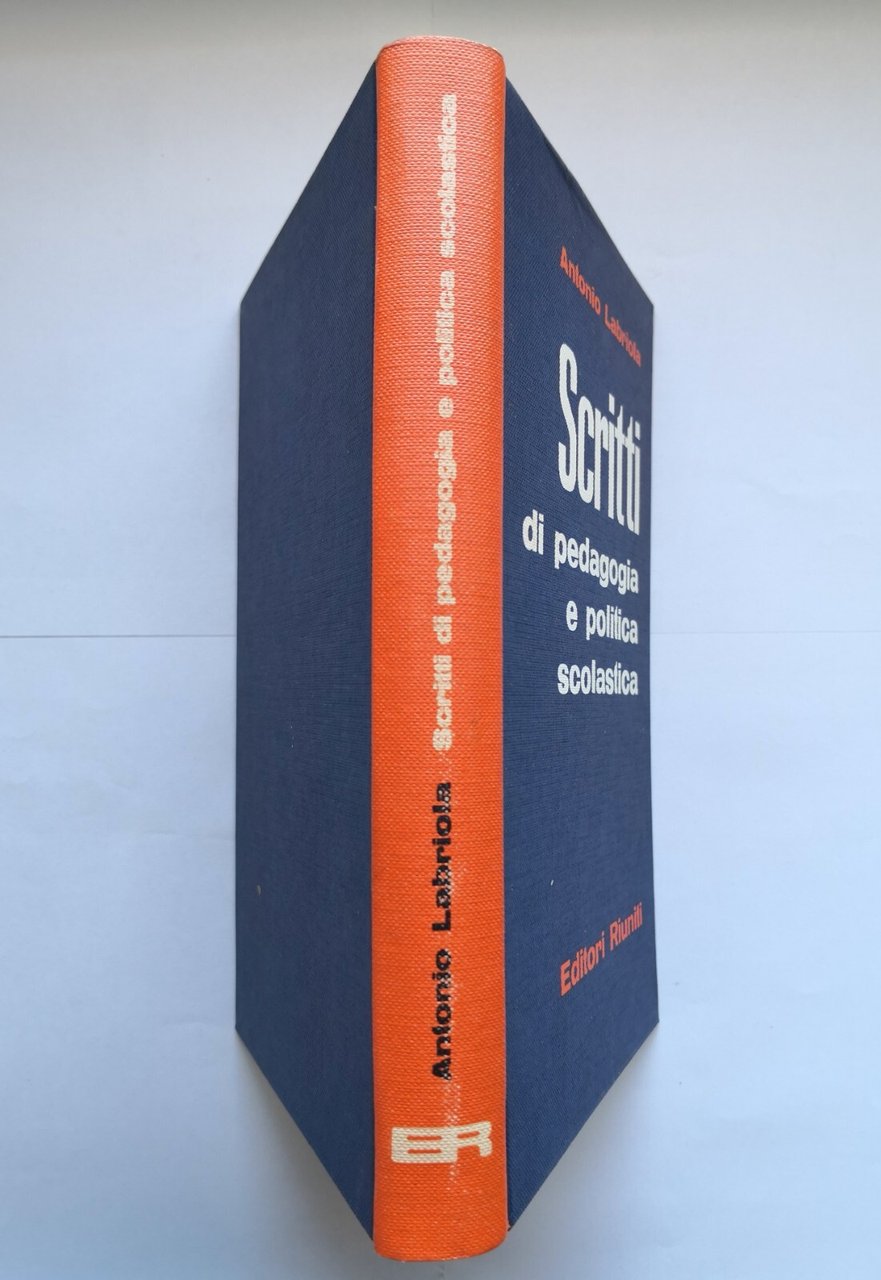 Antonio Labriola Scritti di pedagogia e politica scolastica
ER
Antonio Labriola
Scritti
di pedagogia
e politica
scolastica
Editori Riuniti